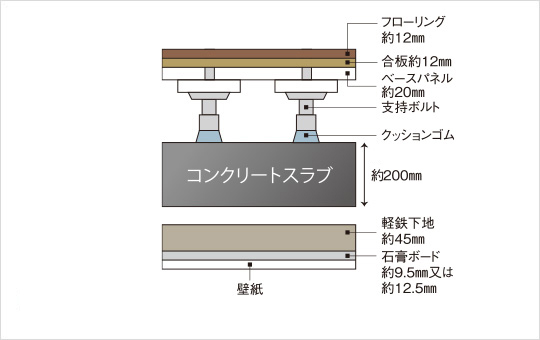 フローリング
約12㎜
合板約12㎜
ベースパネル
約20㎜
支持ボルト
クッションゴム
コンクリートスラブ
約200㎜
軽鉄下地
約45㎜
石膏ボード
約9.5㎜又は
約12.5㎜
壁紙